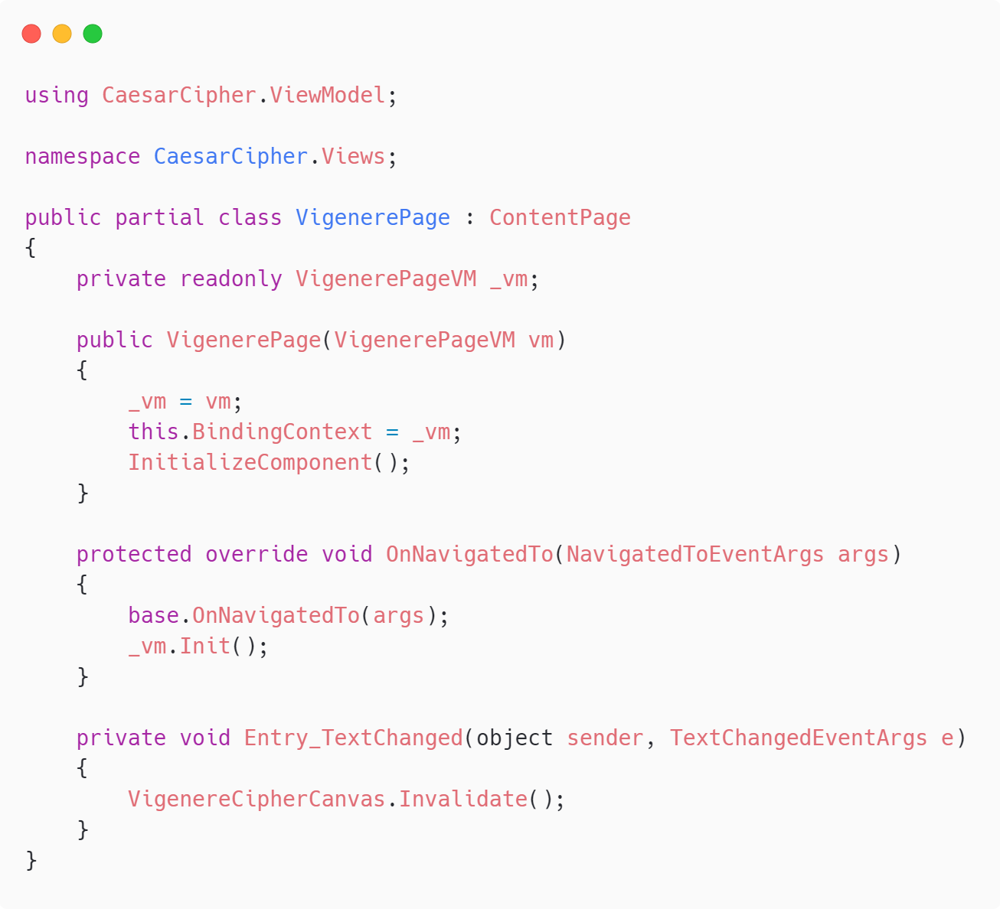 using CaesarCipher.ViewModel;

namespace CaesarCipher.Views;

public partial class VigenerePage : ContentPage
{
    private readonly VigenerePageVM _vm;

    public VigenerePage(VigenerePageVM vm)
    {
        _vm = vm;
        this.BindingContext = _vm;
        InitializeComponent();
    }

    protected override void OnNavigatedTo(NavigatedToEventArgs args)
    {
        base.OnNavigatedTo(args);
        _vm.Init();
    }

    private void Entry_TextChanged(object sender, TextChangedEventArgs e)
    {
        VigenereCipherCanvas.Invalidate();
    }
}